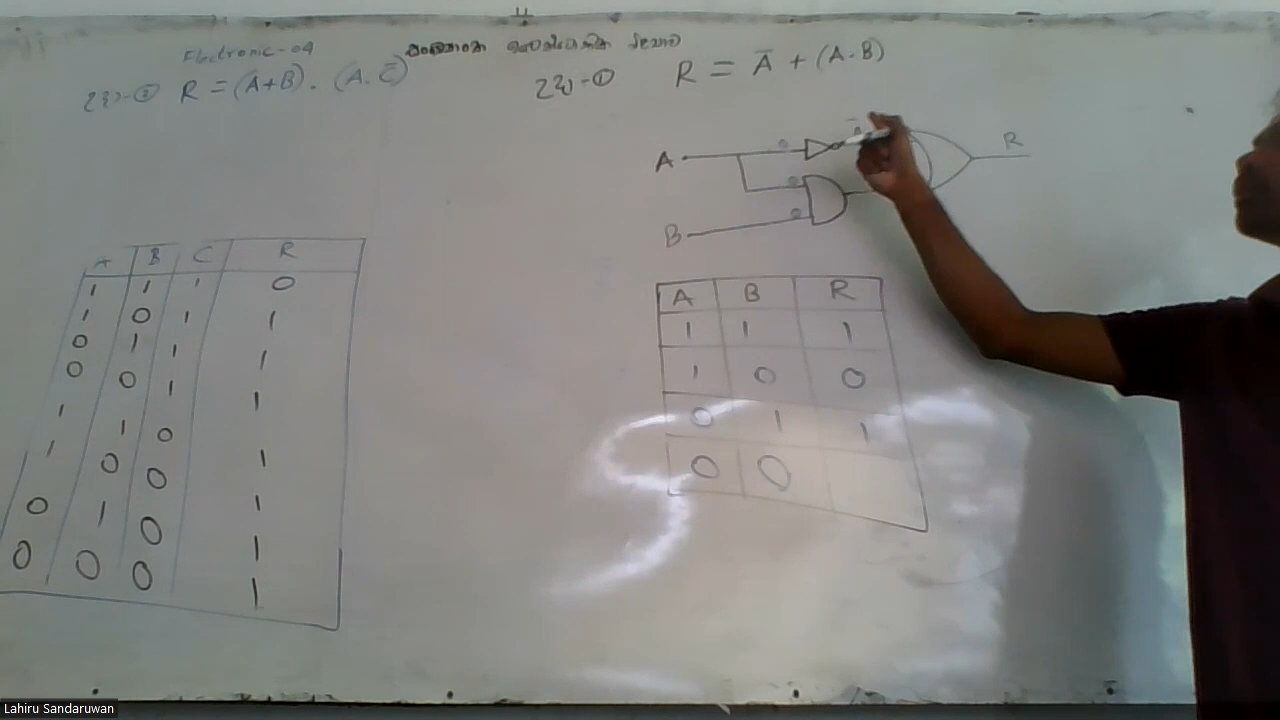 Electronic-04
R = (A+B) . (A.C̅)
R = A̅ + (A.B)
A
R
B
A B C R
1 1 1 0
1 0 1 1
0 1 1 1
0 0 1 1
1 1 0 1
1 0 0 1
0 1 0 1
0 0 0 1
A B R
1 1 1
1 0 0
0 1 1
0 0
Lahiru Sandaruwan